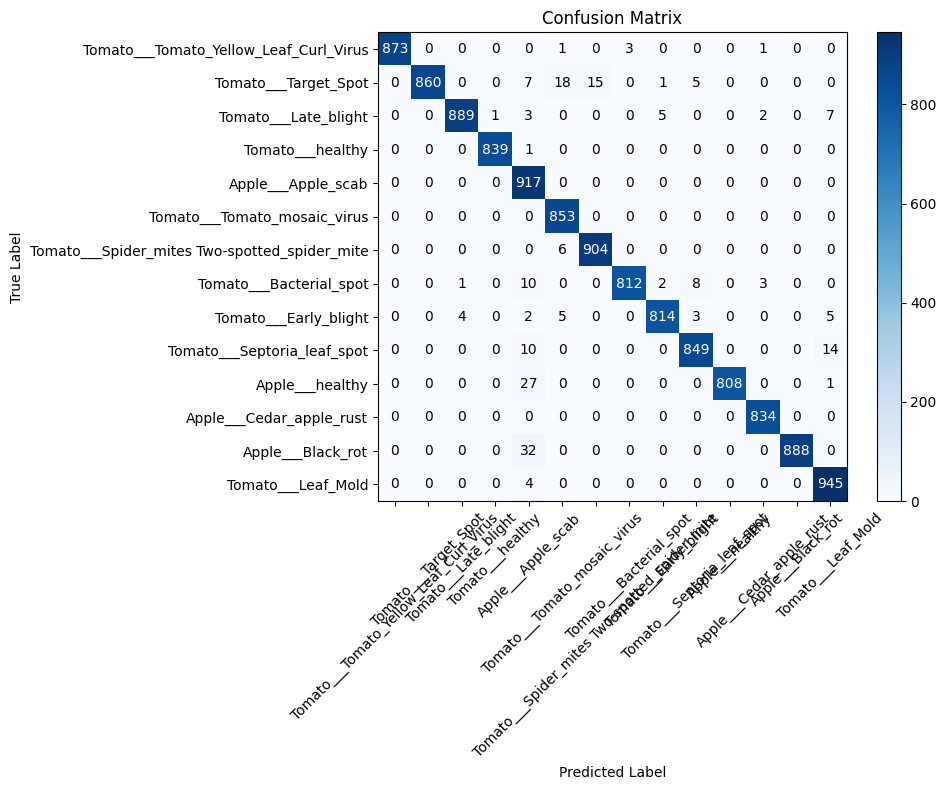 Confusion Matrix
Tomato___Tomato_Yellow_Leaf_Curl_Virus 873 0 0 0 0 1 0 3 0 0 0 1 0 0
Tomato___Target_Spot 0 860 0 0 7 18 15 0 1 5 0 0 0 0
Tomato___Late_blight 0 0 889 1 3 0 0 0 5 0 0 2 0 7
Tomato___healthy 0 0 0 839 1 0 0 0 0 0 0 0 0 0
Apple___Apple_scab 0 0 0 0 917 0 0 0 0 0 0 0 0 0
Tomato___Tomato_mosaic_virus 0 0 0 0 0 853 0 0 0 0 0 0 0 0
Tomato___Spider_mites Two-spotted_spider_mite 0 0 0 0 0 6 904 0 0 0 0 0 0 0
Tomato___Bacterial_spot 0 0 1 0 10 0 0 812 2 8 0 3 0 0
Tomato___Early_blight 0 0 4 0 2 5 0 0 814 3 0 0 0 5
Tomato___Septoria_leaf_spot 0 0 0 0 10 0 0 0 0 849 0 0 0 14
Apple___healthy 0 0 0 0 27 0 0 0 0 0 808 0 0 1
Apple___Cedar_apple_rust 0 0 0 0 0 0 0 0 0 0 0 834 0 0
Apple___Black_rot 0 0 0 0 32 0 0 0 0 0 0 0 888 0
Tomato___Leaf_Mold 0 0 0 0 4 0 0 0 0 0 0 0 0 945
True Label
Tomato___Tomato_Yellow_Leaf_Curl_Virus
Tomato___Target_Spot
Tomato___Late_blight
Tomato___healthy
Apple___Apple_scab
Tomato___Tomato_mosaic_virus
Tomato___Spider_mites Two-spotted_spider_mite
Tomato___Bacterial_spot
Tomato___Early_blight
Tomato___Septoria_leaf_spot
Apple___healthy
Apple___Cedar_apple_rust
Apple___Black_rot
Tomato___Leaf_Mold
Predicted Label
800
600
400
200
0